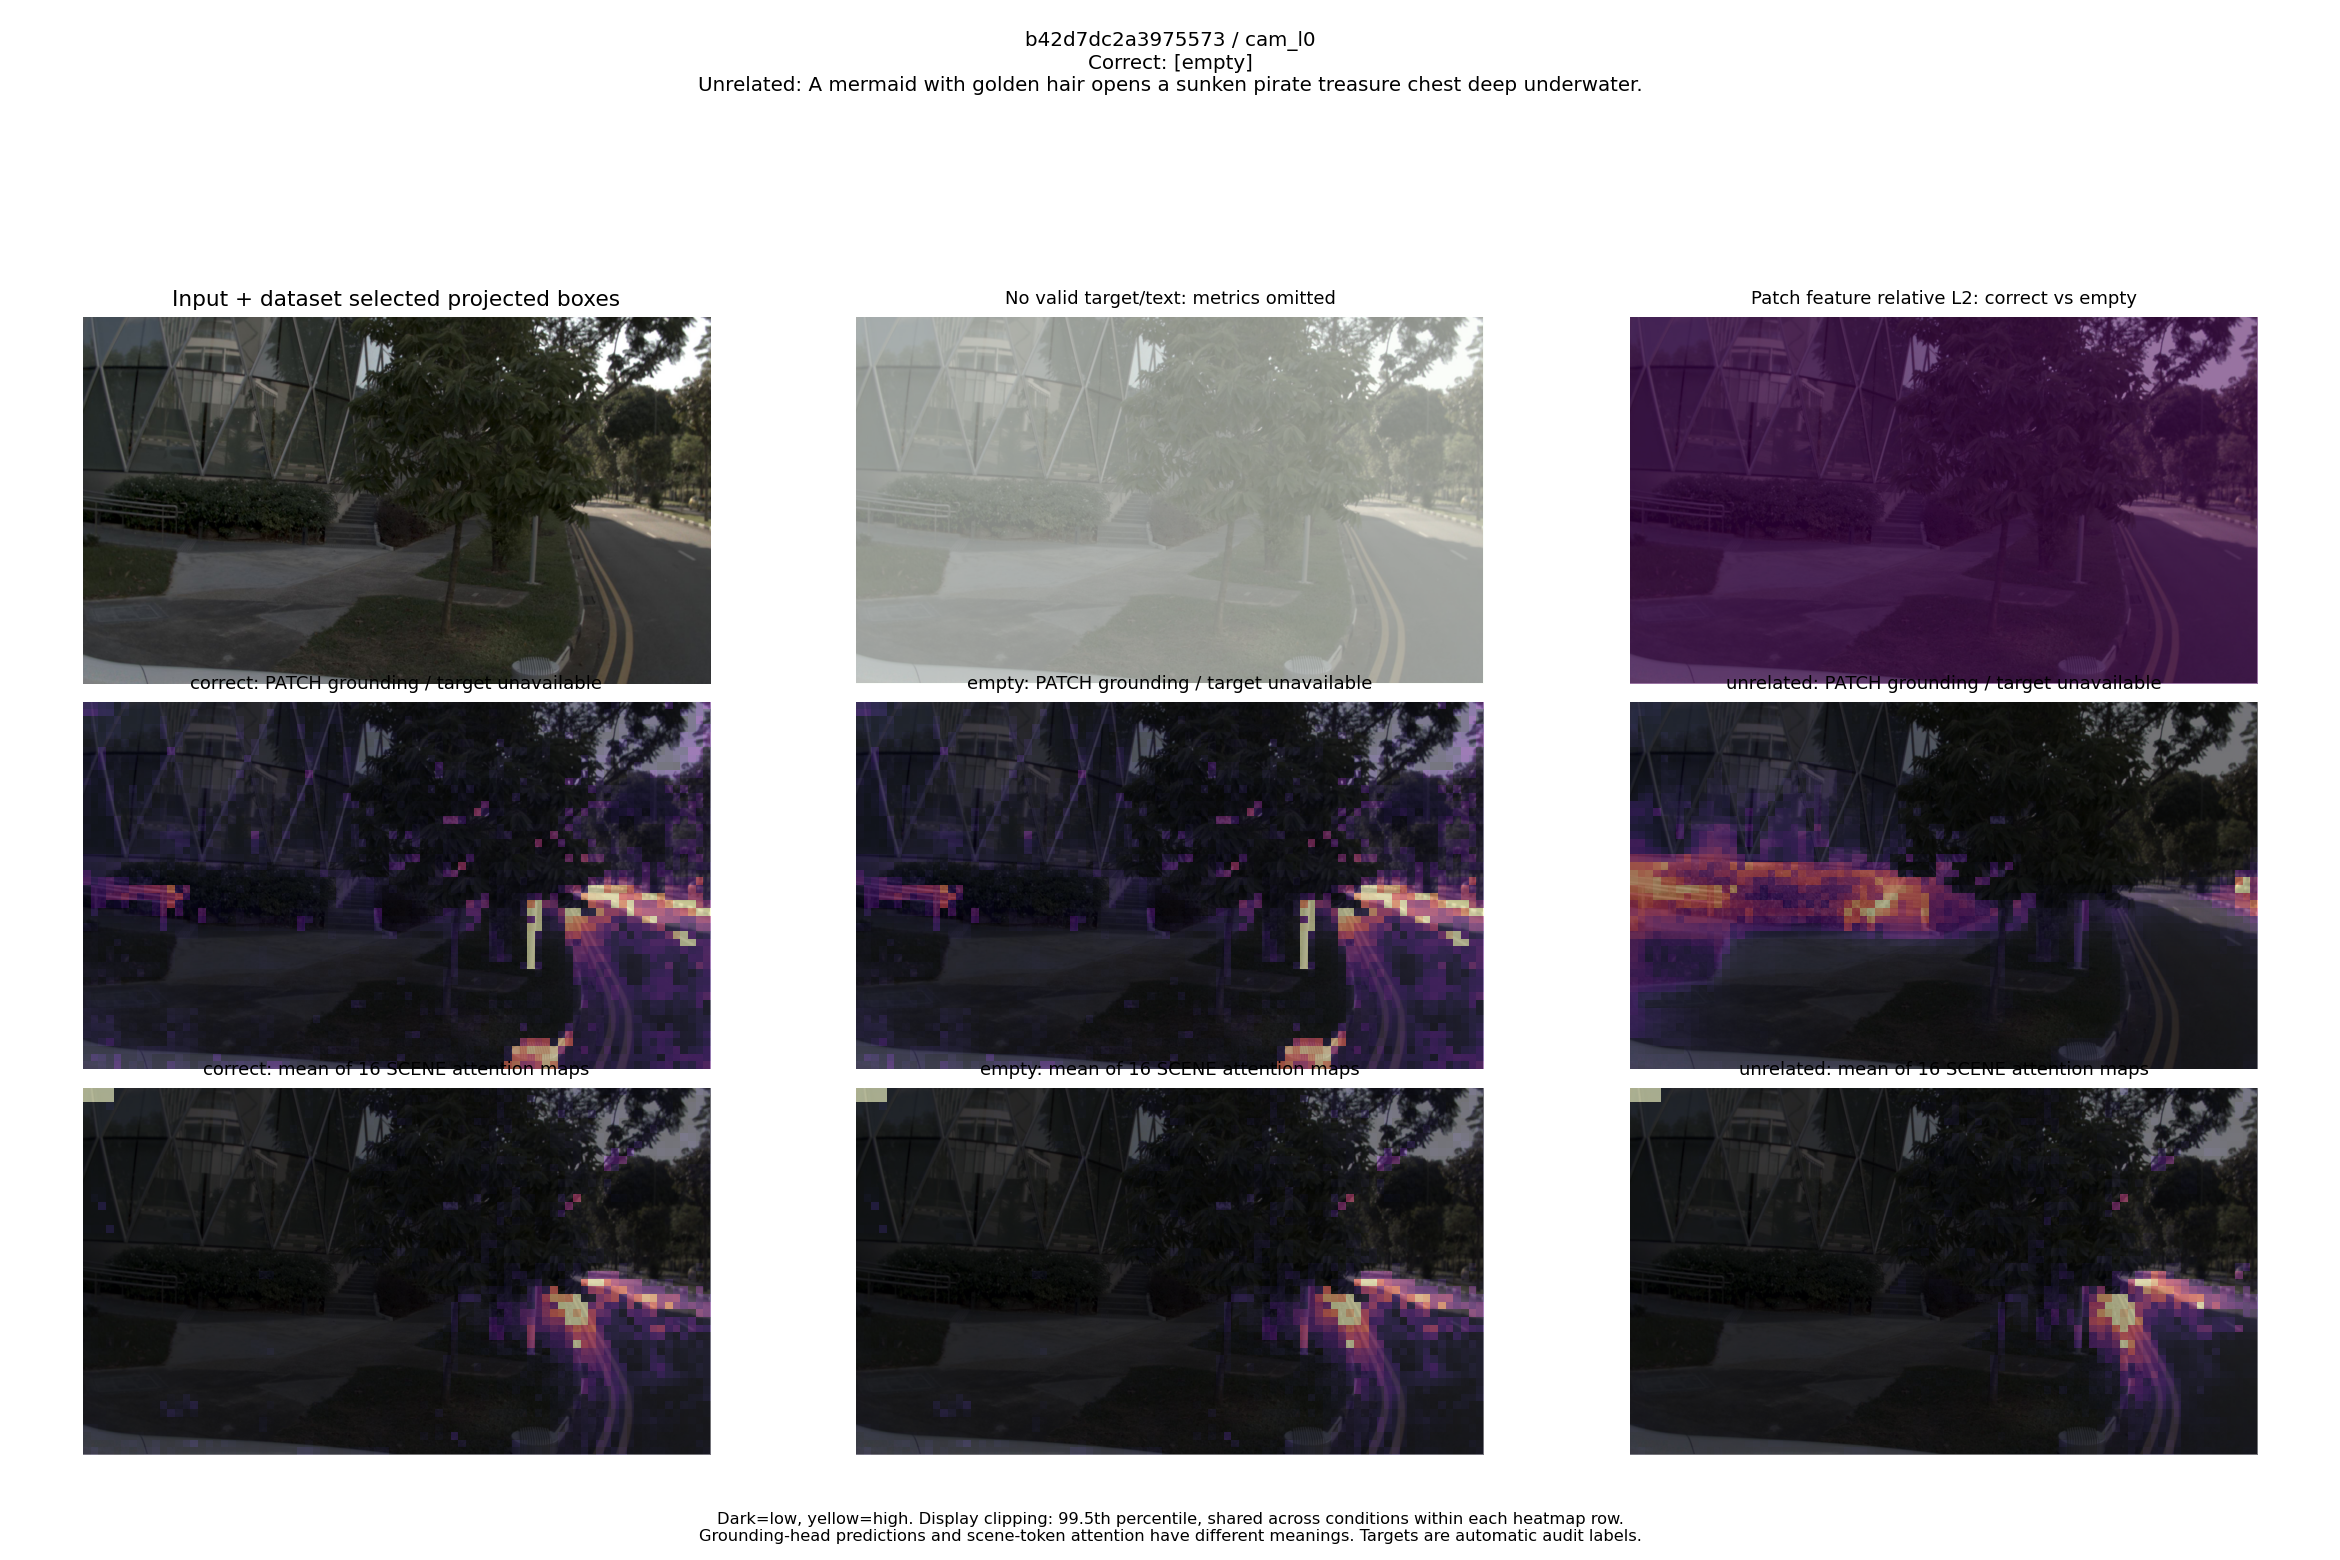 b42d7dc2a3975573 / cam_l0
Correct: [empty]
Unrelated: A mermaid with golden hair opens a sunken pirate treasure chest deep underwater.
Input + dataset selected projected boxes
No valid target/text: metrics omitted
Patch feature relative L2: correct vs empty
correct: PATCH grounding / target unavailable
empty: PATCH grounding / target unavailable
unrelated: PATCH grounding / target unavailable
correct: mean of 16 SCENE attention maps
empty: mean of 16 SCENE attention maps
unrelated: mean of 16 SCENE attention maps
Dark=low, yellow=high. Display clipping: 99.5th percentile, shared across conditions within each heatmap row.
Grounding-head predictions and scene-token attention have different meanings. Targets are automatic audit labels.